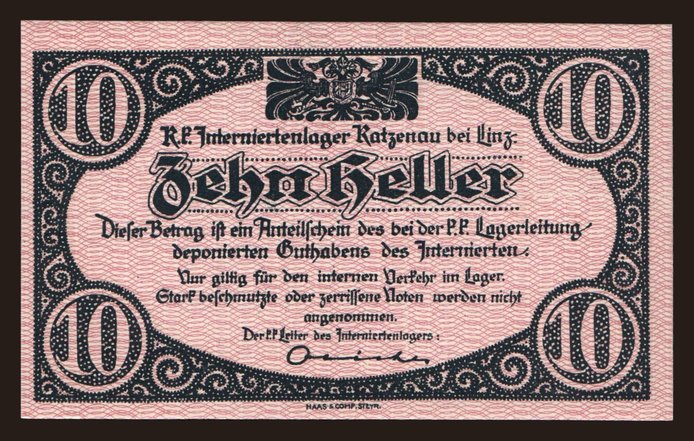 10 10
K.k. Interniertenlager Katzenau bei Linz
Zehn Heller
Dieser Betrag ist ein Anteilschein des bei der k.k. Lagerleitung
deponierten Guthabens des Internierten.
Nur giltig für den internen Verkehr im Lager.
Stark beschmutzte oder zerrissene Noten werden nicht
angenommen.
Der k.k. Leiter des Interniertenlagers:
10 10
HAAS & COMP, STEYR.